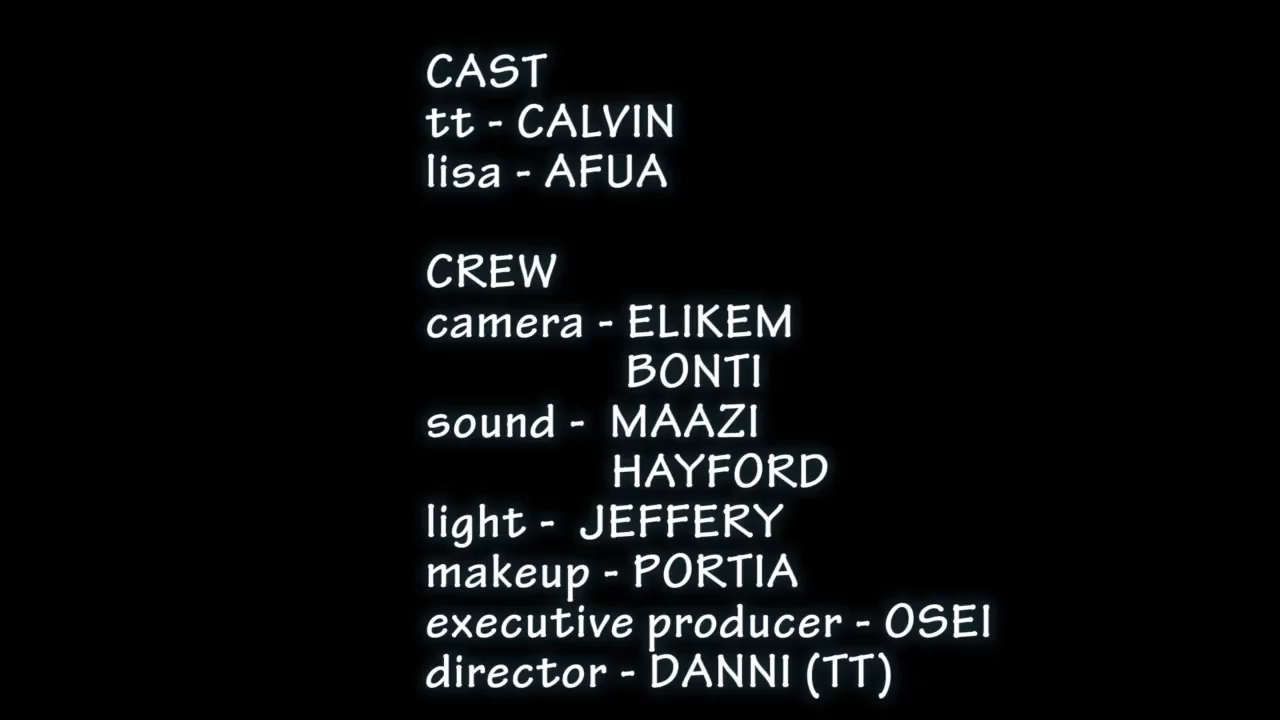 CAST
tt - CALVIN
lisa - AFUA
CREW
camera - ELIKEM
BONTI
sound - MAAZI
HAYFORD
light - JEFFERY
makeup - PORTIA
executive producer - OSEI
director - DANNI (TT)